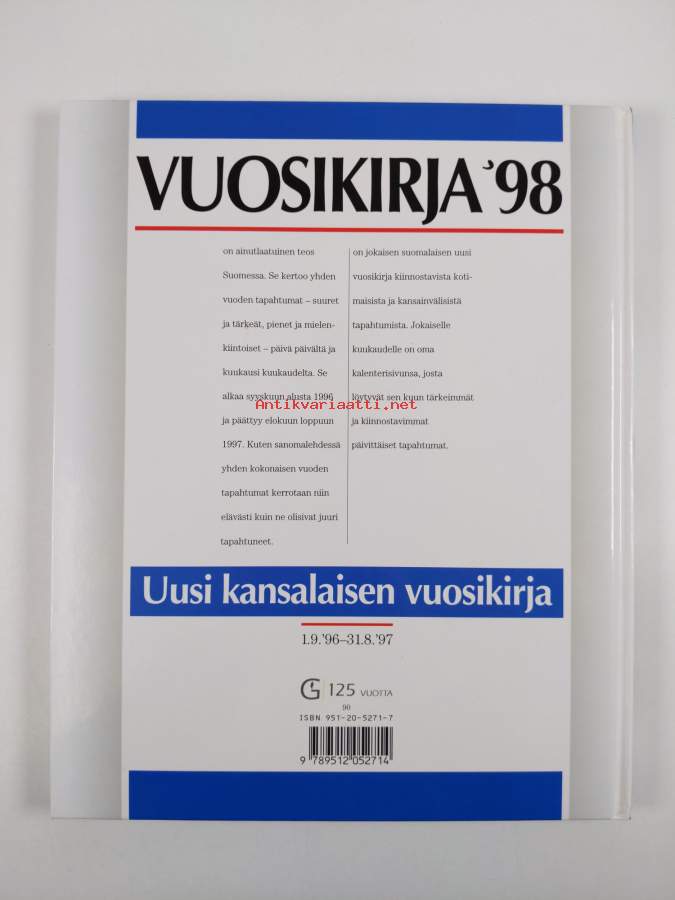 VUOSIKIRJA ’98
on ainutlaatuinen teos
Suomessa. Se kertoo yhden
vuoden tapahtumat – suuret
ja tärkeät, pienet ja mielen-
kiintoiset – päivä päivältä ja
kuukausi kuukaudelta. Se
alkaa syyskuun alusta 1996
ja päättyy elokuun loppuun
1997. Kuten sanomalehdessä
yhden kokonaisen vuoden
tapahtumat kerrotaan niin
elävästi kuin ne olisivat juuri
tapahtuneet.
on jokaisen suomalaisen uusi
vuosikirja kiinnostavista koti-
maisista ja kansainvälisistä
tapahtumista. Jokaiselle
kuukaudelle on oma
kalenterisivunsa, josta
löytyvät sen kuun tärkeimmät
ja kiinnostavimmat
päivittäiset tapahtumat.
Antikvariaatti.net
Uusi kansalaisen vuosikirja
1.9.’96–31.8.’97
G 125 VUOTTA
90
ISBN 951-20-5271-7
9 789512 052714